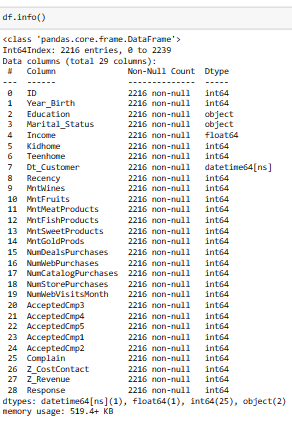 df.info()
<class 'pandas.core.frame.DataFrame'>
Int64Index: 2216 entries, 0 to 2239
Data columns (total 29 columns):
 #   Column               Non-Null Count  Dtype
---  ------               --------------  -----
 0   ID                   2216 non-null   int64
 1   Year_Birth           2216 non-null   int64
 2   Education            2216 non-null   object
 3   Marital_Status       2216 non-null   object
 4   Income               2216 non-null   float64
 5   Kidhome              2216 non-null   int64
 6   Teenhome             2216 non-null   int64
 7   Dt_Customer          2216 non-null   datetime64[ns]
 8   Recency              2216 non-null   int64
 9   MntWines             2216 non-null   int64
 10  MntFruits            2216 non-null   int64
 11  MntMeatProducts      2216 non-null   int64
 12  MntFishProducts      2216 non-null   int64
 13  MntSweetProducts     2216 non-null   int64
 14  MntGoldProds         2216 non-null   int64
 15  NumDealsPurchases    2216 non-null   int64
 16  NumWebPurchases      2216 non-null   int64
 17  NumCatalogPurchases  2216 non-null   int64
 18  NumStorePurchases    2216 non-null   int64
 19  NumWebVisitsMonth    2216 non-null   int64
 20  AcceptedCmp3         2216 non-null   int64
 21  AcceptedCmp4         2216 non-null   int64
 22  AcceptedCmp5         2216 non-null   int64
 23  AcceptedCmp1         2216 non-null   int64
 24  AcceptedCmp2         2216 non-null   int64
 25  Complain             2216 non-null   int64
 26  Z_CostContact        2216 non-null   int64
 27  Z_Revenue            2216 non-null   int64
 28  Response             2216 non-null   int64
dtypes: datetime64[ns](1), float64(1), int64(25), object(2)
memory usage: 519.4+ KB